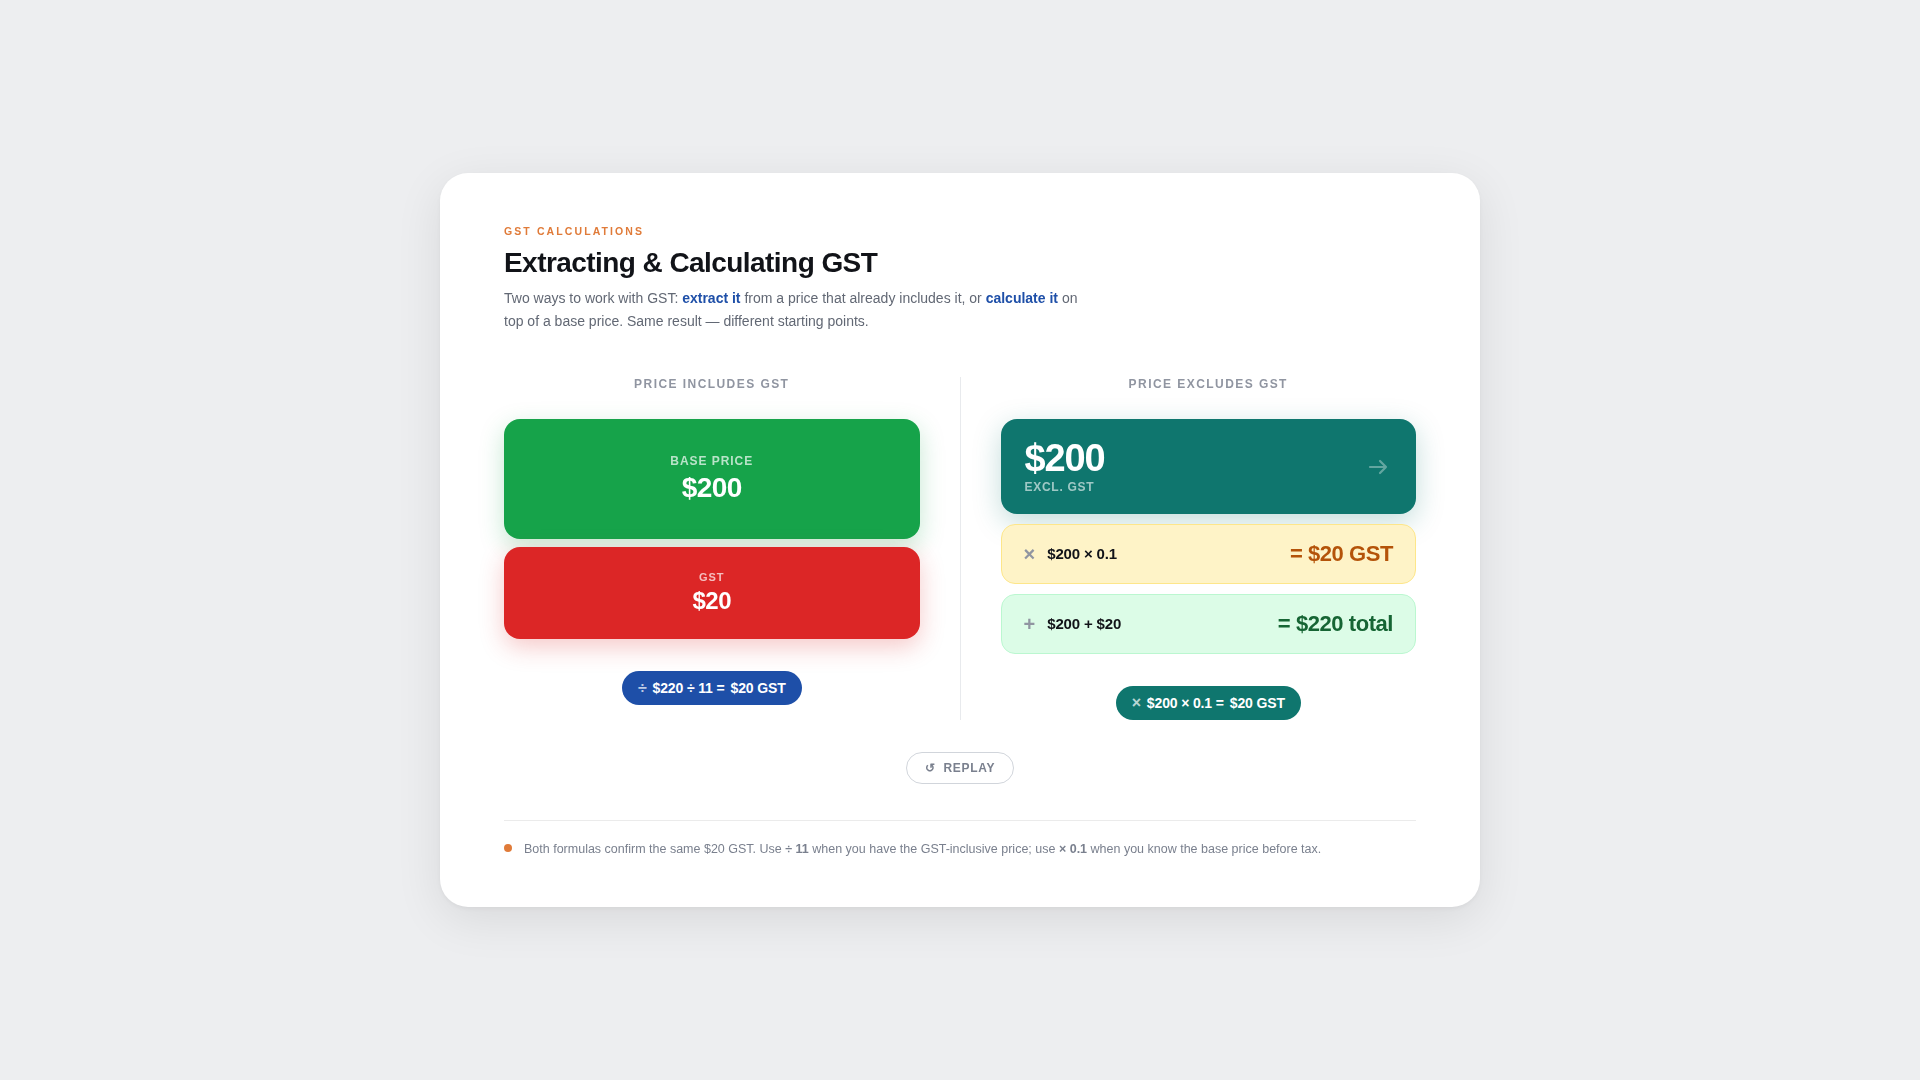 GST CALCULATIONS
Extracting & Calculating GST
Two ways to work with GST: extract it from a price that already includes it, or calculate it on
top of a base price. Same result — different starting points.
PRICE INCLUDES GST
BASE PRICE
$200
GST
$20
÷ $220 ÷ 11 = $20 GST
PRICE EXCLUDES GST
$200
EXCL. GST
→
× $200 × 0.1 = $20 GST
+ $200 + $20 = $220 total
× $200 × 0.1 = $20 GST
↺ REPLAY
Both formulas confirm the same $20 GST. Use ÷ 11 when you have the GST-inclusive price; use × 0.1 when you know the base price before tax.